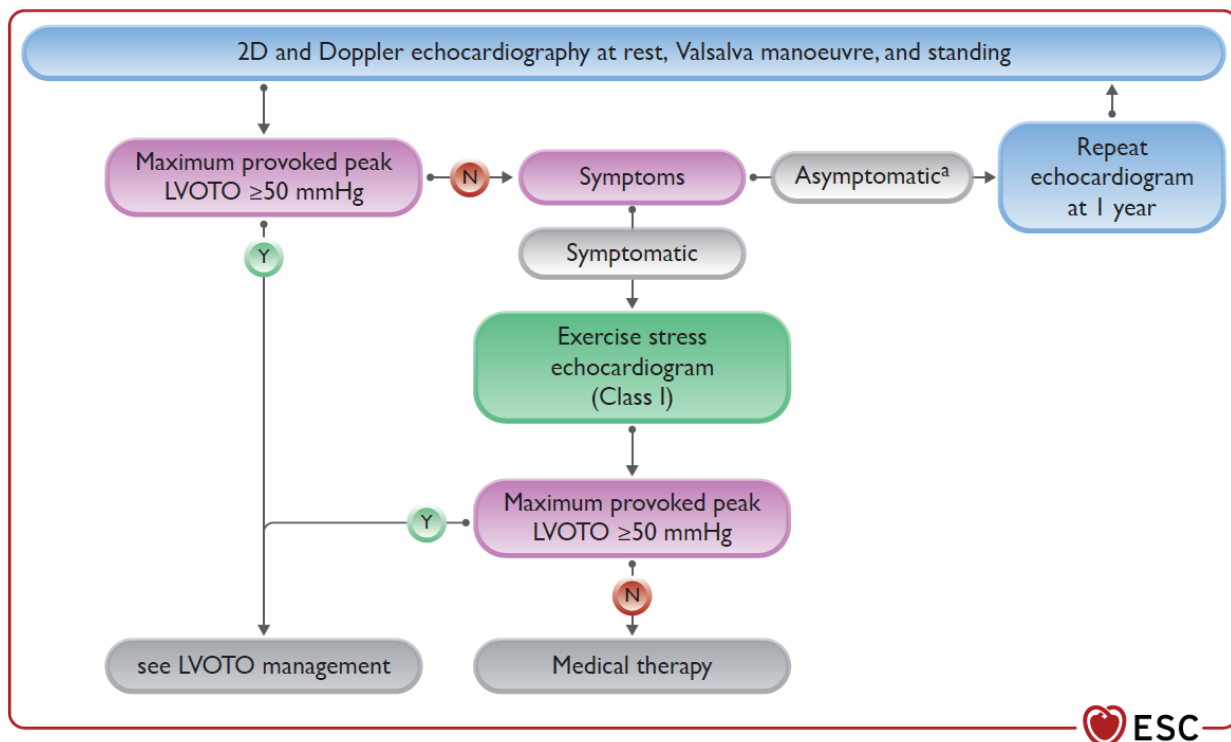 2D and Doppler echocardiography at rest, Valsalva manoeuvre, and standing
Maximum provoked peak
LVOTO ≥50 mmHg
N
Symptoms
Asymptomaticᵃ
Repeat
echocardiogram
at 1 year
Y
Symptomatic
Exercise stress
echocardiogram
(Class I)
Maximum provoked peak
LVOTO ≥50 mmHg
Y
N
see LVOTO management
Medical therapy
ESC